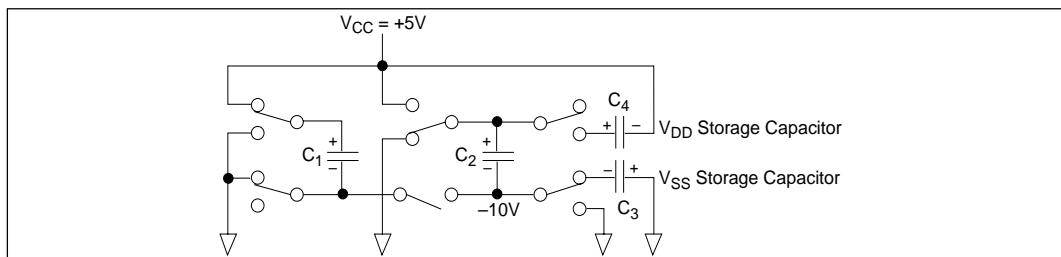 V_CC = +5V
C_4
+ −
V_DD Storage Capacitor
+
C_1
−
+
C_2
−
− +
V_SS Storage Capacitor
−10V
C_3